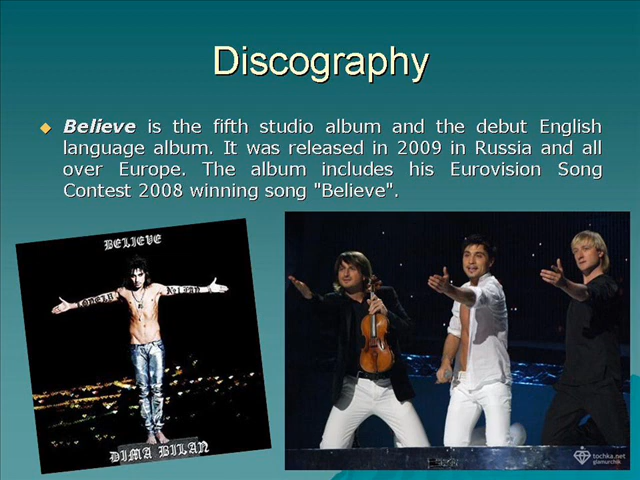 Discography
Believe is the fifth studio album and the debut English
language album. It was released in 2009 in Russia and all
over Europe. The album includes his Eurovision Song
Contest 2008 winning song "Believe".
BELIEVE
DIMA BILAN
tochka.net
glamurchik